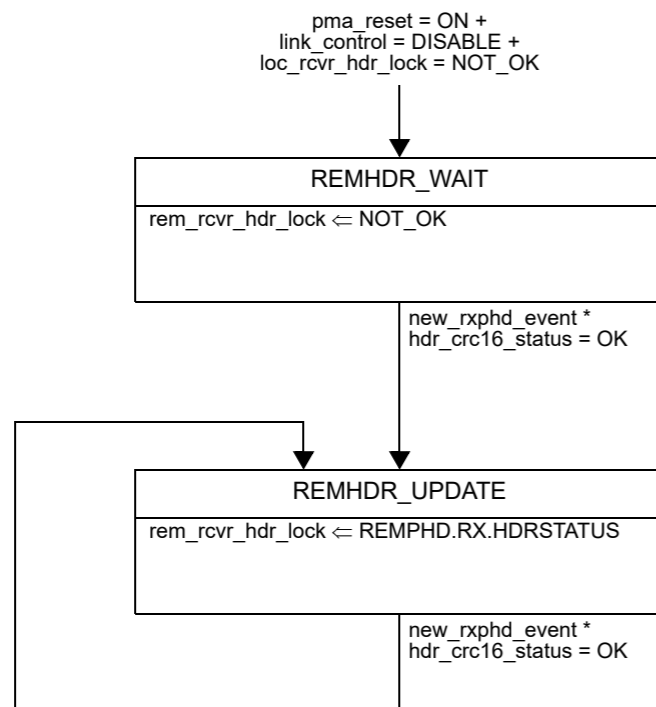 pma_reset = ON +
link_control = DISABLE +
loc_rcvr_hdr_lock = NOT_OK
REMHDR_WAIT
rem_rcvr_hdr_lock ⇐ NOT_OK
new_rxphd_event *
hdr_crc16_status = OK
REMHDR_UPDATE
rem_rcvr_hdr_lock ⇐ REMPHD.RX.HDRSTATUS
new_rxphd_event *
hdr_crc16_status = OK